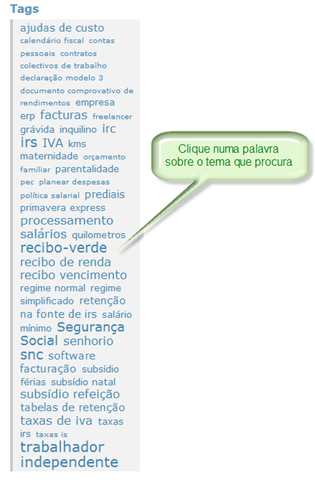 Tags
ajudas de custo
calendário fiscal contas
pessoais contratos
colectivos de trabalho
declaração modelo 3
documento comprovativo de
rendimentos empresa
erp facturas freelancer
grávida inquilino irc
irs IVA kms
maternidade orçamento
familiar parentalidade
pec planear despesas
política salarial prediais
primavera express
processamento
salários quilometros
recibo-verde
recibo de renda
recibo vencimento
regime normal regime
simplificado retenção
na fonte de irs salário
mínimo Segurança
Social senhorio
snc software
facturação subsídio
férias subsídio natal
subsídio refeição
tabelas de retenção
taxas de iva taxas
irs taxas is
trabalhador
independente
Clique numa palavra
sobre o tema que procura